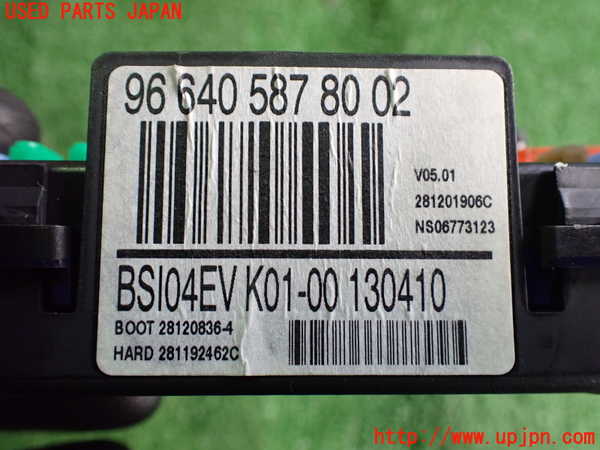 USED PARTS JAPAN
96 640 587 80 02
V05.01
281201906C
NS06773123
BSI04EV K01-00 130410
BOOT 28120836-4
HARD 281192462C
http://www.upjpn.com